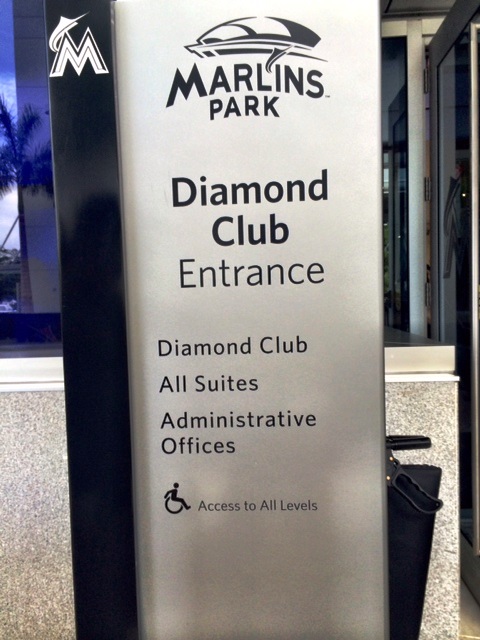 M
MARLINS
PARK
Diamond
Club
Entrance
Diamond Club
All Suites
Administrative
Offices
Access to All Levels